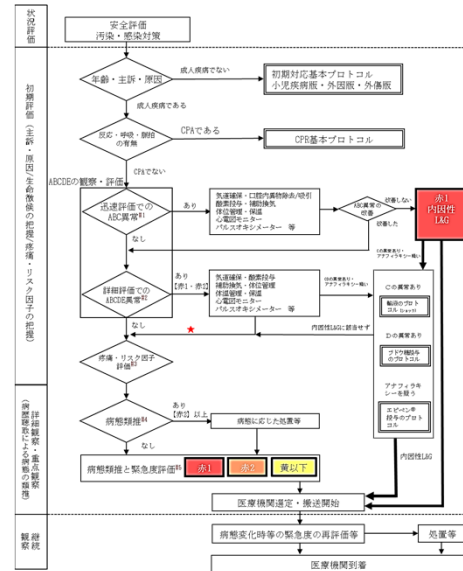 状況評価
安全評価
汚染・感染対策
初期評価（主訴・原因/生命徴候の把握/疼痛・リスク因子の把握）
年齢・主訴・原因
成人疾病でない
初期対応基本プロトコル
小児疾病版・外因版・外傷版
成人疾病である
反応・呼吸・脈拍
の有無
CPAである
CPR基本プロトコル
CPAでない
ABCDEの観察・評価
迅速評価での
ABC異常※1
あり
気道確保・口腔内異物除去/吸引
酸素投与・補助換気
体位管理・保温
心電図モニター
パルスオキシメーター 等
ABC異常の
改善
改善しない
改善した
赤1
内因性
L&G
なし
詳細評価での
ABCDE異常※2
あり
【赤1・赤2】
気道確保・酸素投与
補助換気・体位管理
体温管理・保温
心電図モニター
パルスオキシメーター 等
Cの異常あり
輸液のプロ
トコル
Dの異常あり
ブドウ糖投与
のプロトコル
アナフィラキ
シーを疑う
エピペン®
投与のプロト
コル
なし
★
内因性L&Gに該当せず
疼痛・リスク因子
評価※3
内因性L&G
詳細観察・重点観察
（病歴聴取による病態の類推）
病態類推※4
あり
【赤2】以上
病態に応じた処置等
なし
病態類推と緊急度評価※5
赤1
赤2
黄以下
医療機関選定・搬送開始
継続観察
病態変化時等の緊急度の再評価等
処置等
医療機関到着